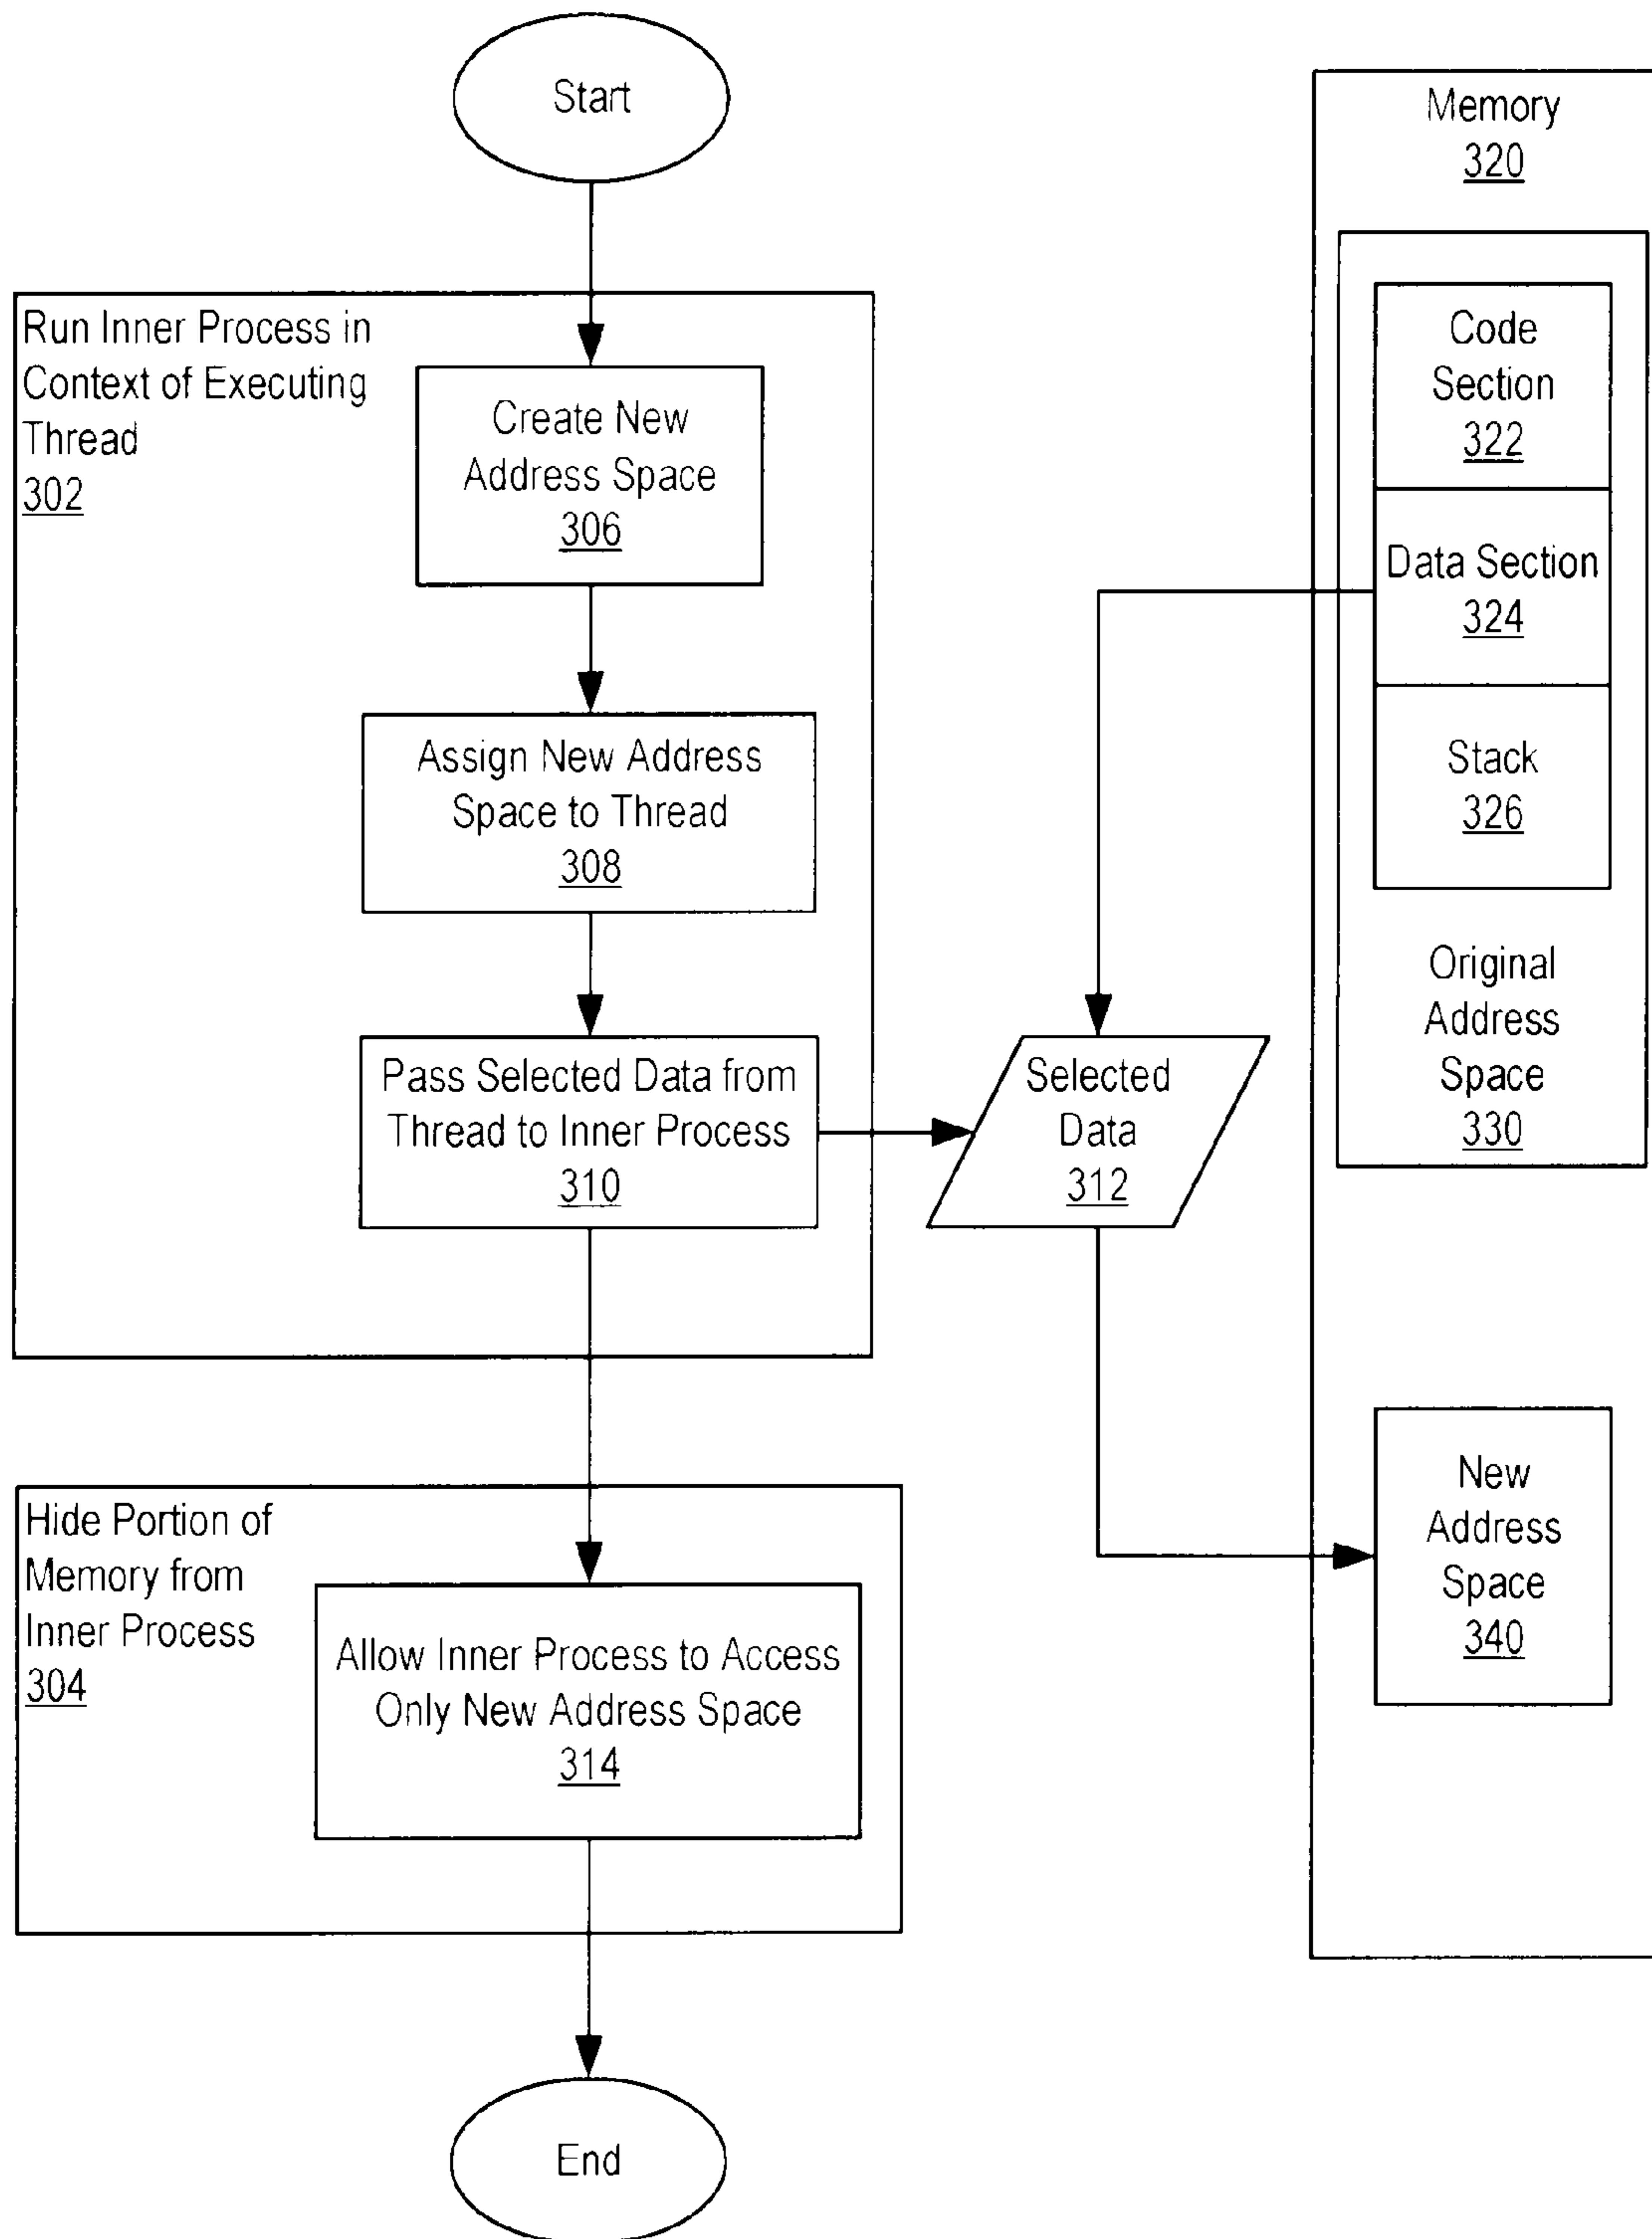 Start
Run Inner Process in
Context of Executing
Thread
302
Create New
Address Space
306
Assign New Address
Space to Thread
308
Pass Selected Data from
Thread to Inner Process
310
Selected
Data
312
Hide Portion of
Memory from
Inner Process
304
Allow Inner Process to Access
Only New Address Space
314
End
Memory
320
Code
Section
322
Data Section
324
Stack
326
Original
Address
Space
330
New
Address
Space
340